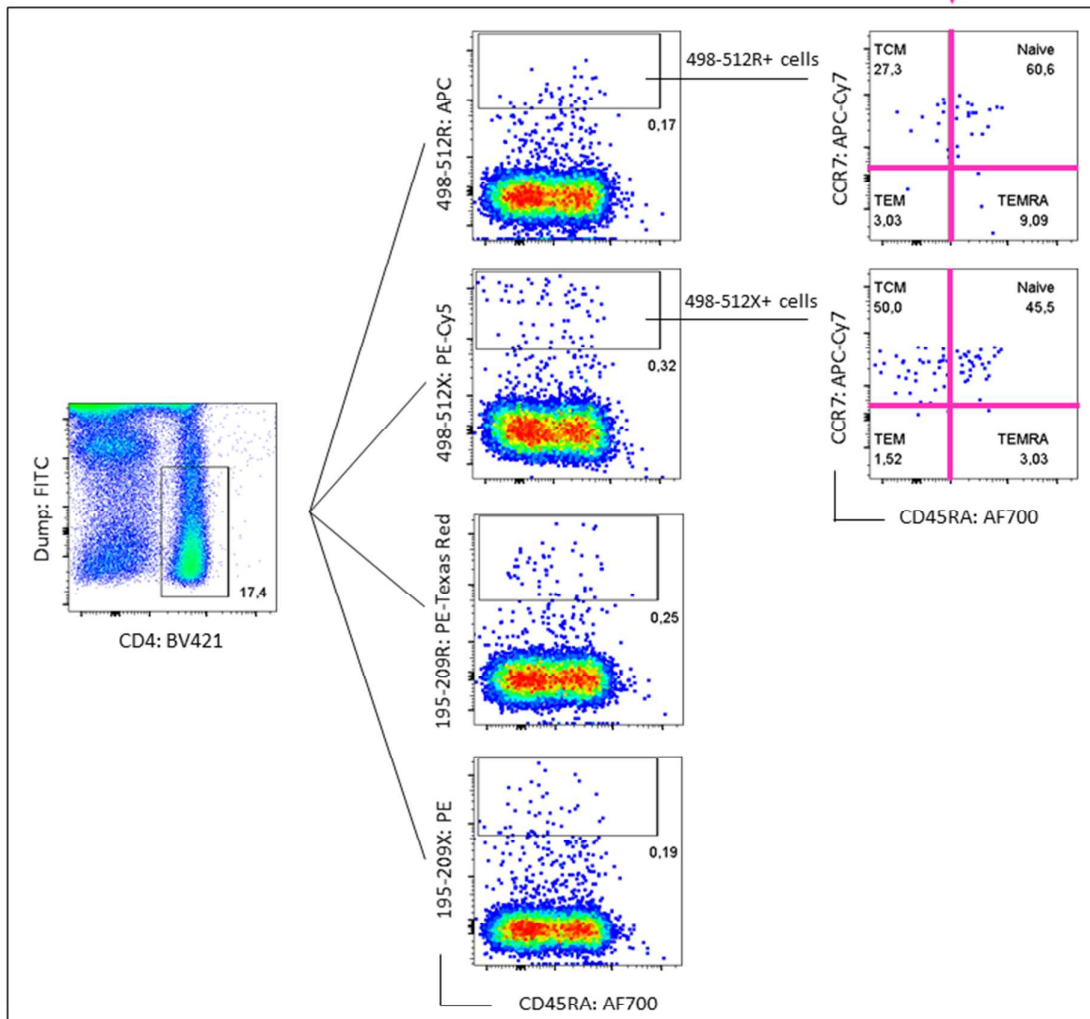 Dump: FITC
17,4
CD4: BV421
498-512R: APC
0,17
498-512R+ cells
CCR7: APC-Cy7
TCM
27,3
Naive
60,6
TEM
3,03
TEMRA
9,09
498-512X: PE-Cy5
0,32
498-512X+ cells
CCR7: APC-Cy7
TCM
50,0
Naive
45,5
TEM
1,52
TEMRA
3,03
CD45RA: AF700
195-209R: PE-Texas Red
0,25
195-209X: PE
0,19
CD45RA: AF700